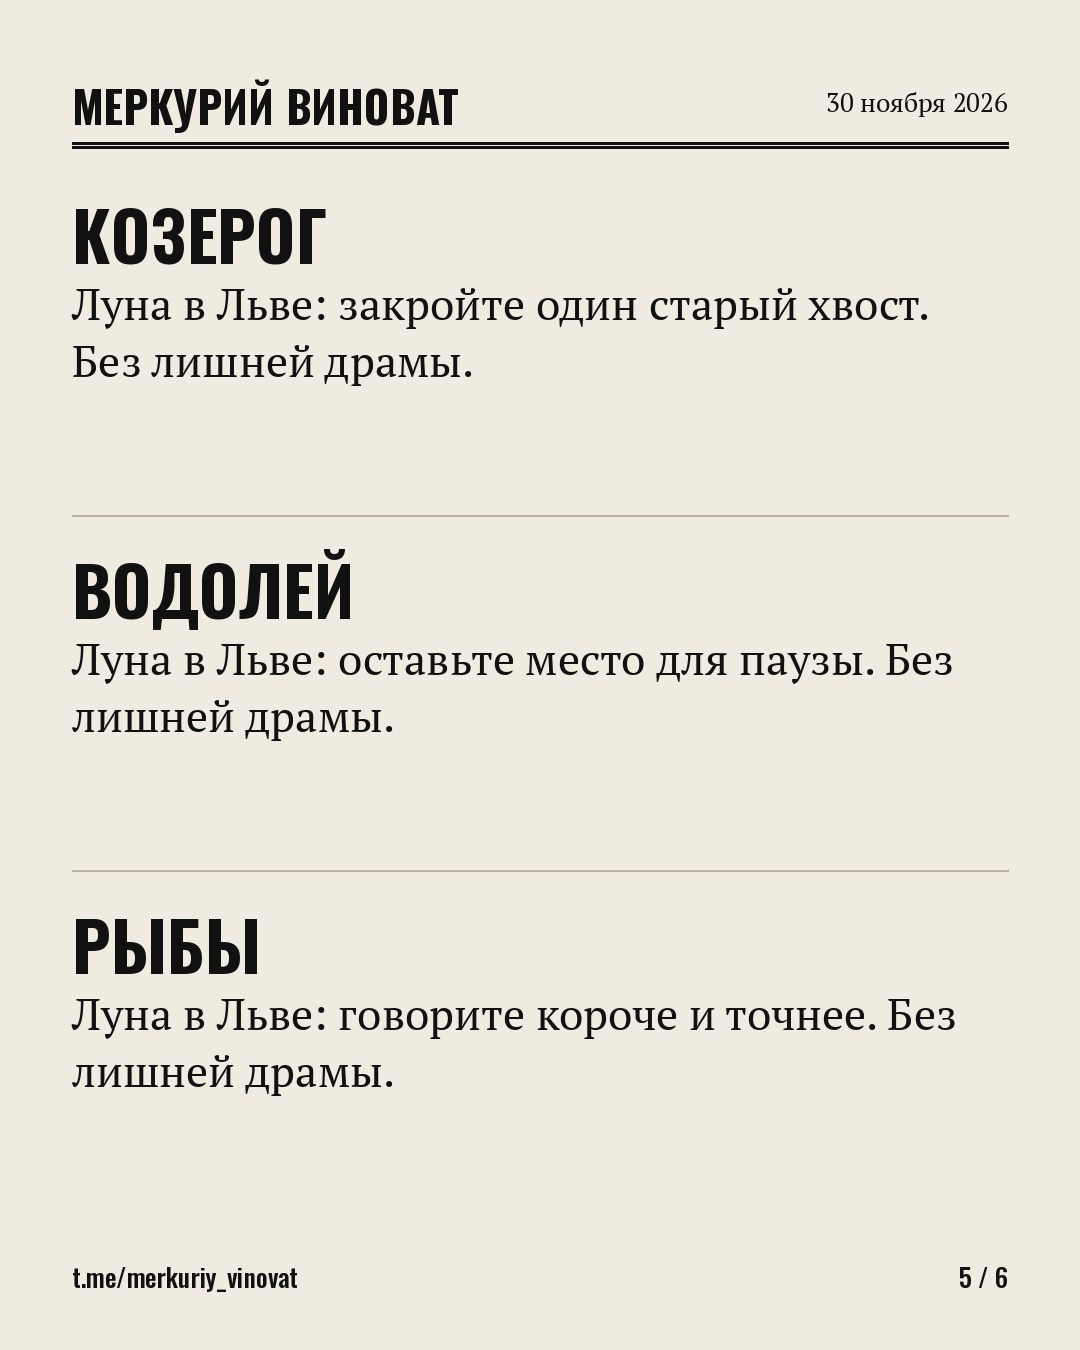 МЕРКУРИЙ ВИНОВАТ
30 ноября 2026
КОЗЕРОГ
Луна в Льве: закройте один старый хвост.
Без лишней драмы.
ВОДОЛЕЙ
Луна в Льве: оставьте место для паузы. Без
лишней драмы.
РЫБЫ
Луна в Льве: говорите короче и точнее. Без
лишней драмы.
t.me/merkuriy_vinovat
5 / 6